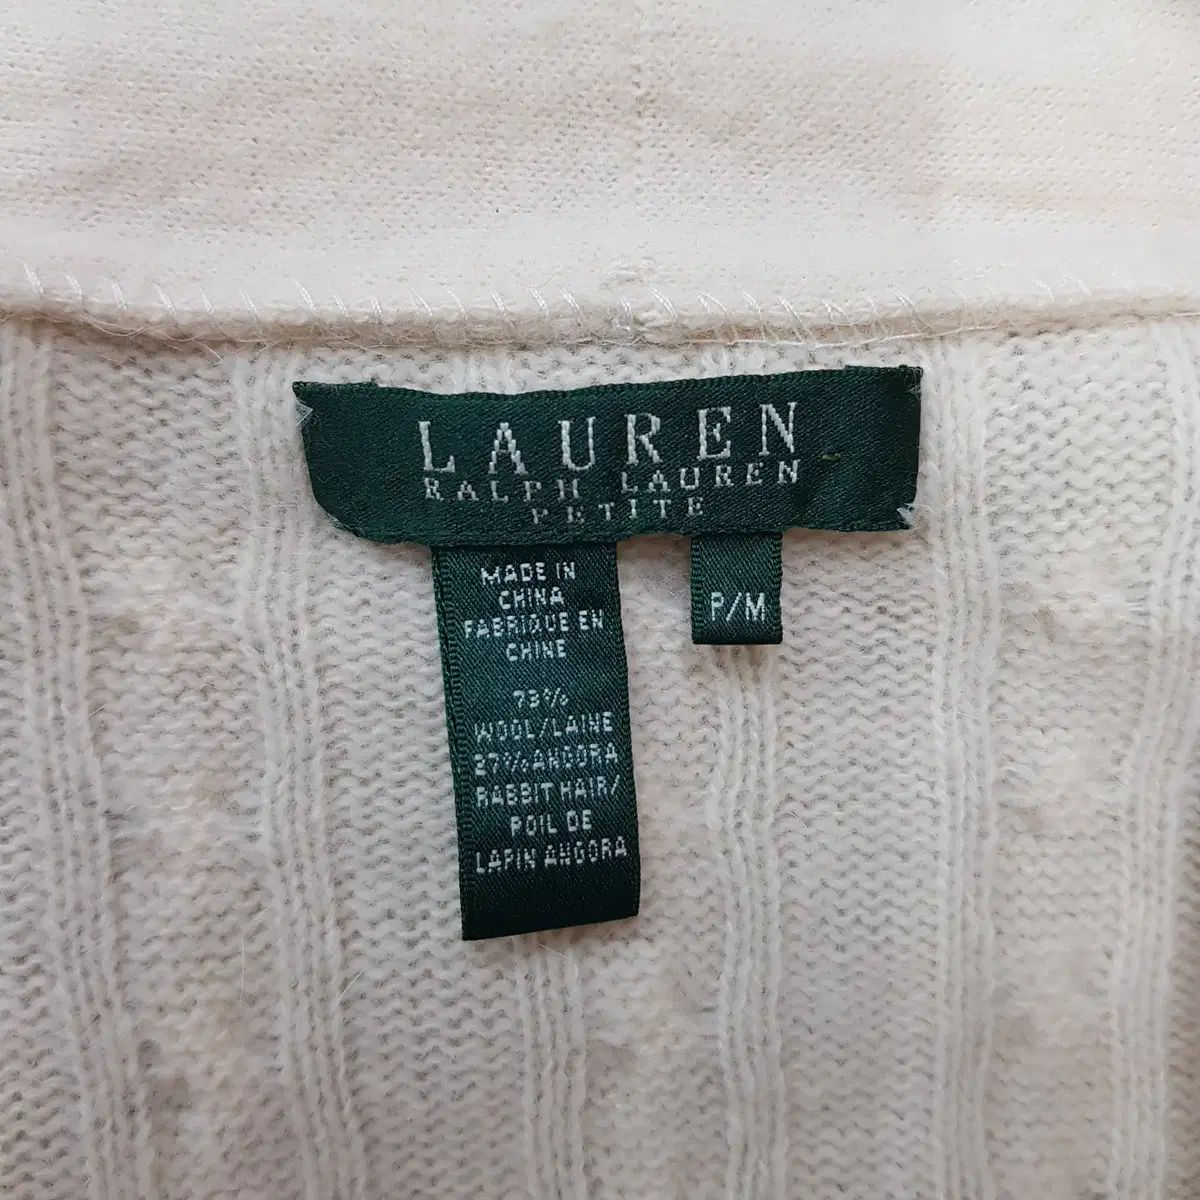 LAUREN
RALPH LAUREN
PETITE
P/M
MADE IN
CHINA
FABRIQUE EN
CHINE
73%
WOOL/LAINE
27% ANGORA
RABBIT HAIR/
POIL DE
LAPIN ANGORA